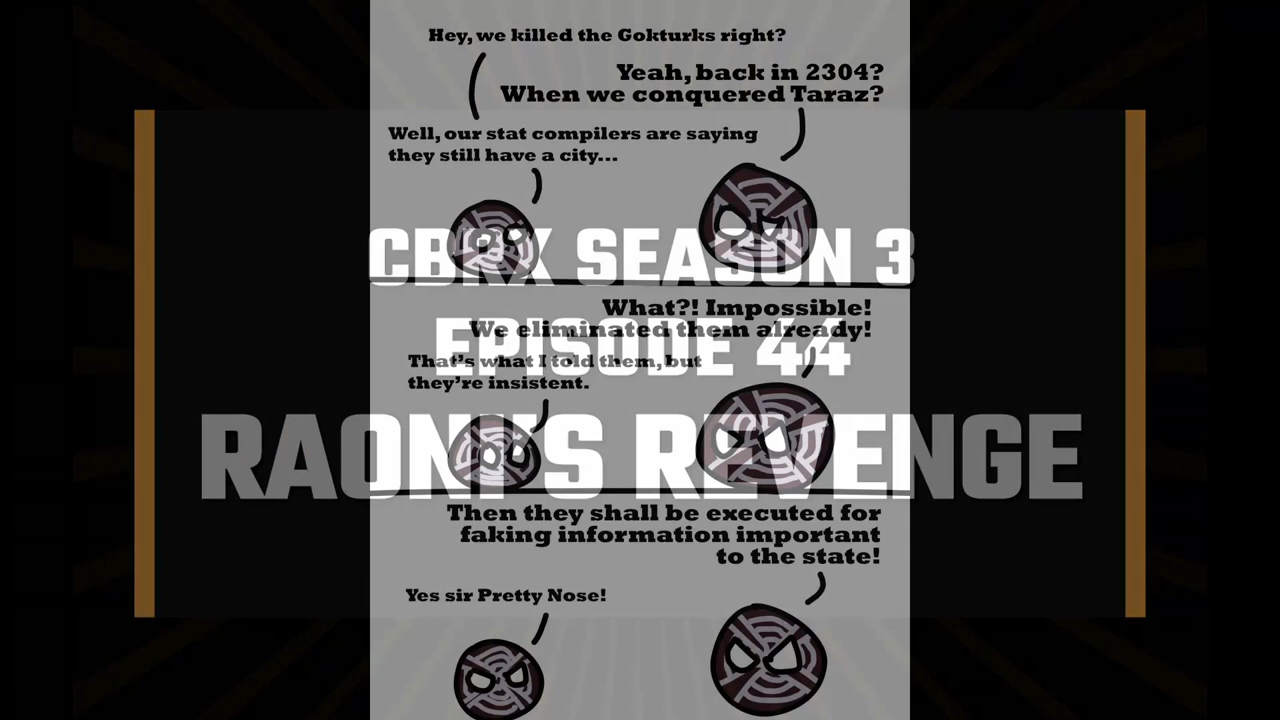 Hey, we killed the Gokturks right?
Yeah, back in 2304?
When we conquered Taraz?
Well, our stat compilers are saying
they still have a city...
CBRX SEASON 3
What?! Impossible!
We eliminated them already!
EPISODE 44
That's what I told them, but
they're insistent.
RAONI'S REVENGE
Then they shall be executed for
faking information important
to the state!
Yes sir Pretty Nose!